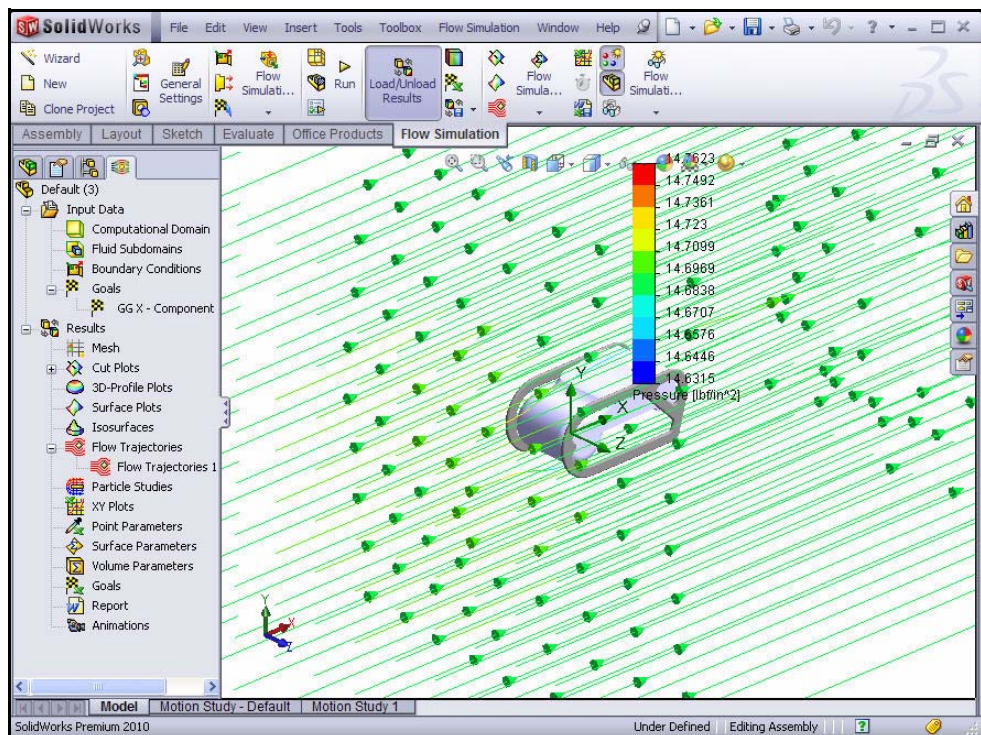 SolidWorks File Edit View Insert Tools Toolbox Flow Simulation Window Help ?
Wizard
New
Clone Project
General Settings
Flow Simulati...
Run
Load/Unload Results
Flow Simula...
Flow Simulati...
Assembly Layout Sketch Evaluate Office Products Flow Simulation
Default (3)
Input Data
Computational Domain
Fluid Subdomains
Boundary Conditions
Goals
GG X - Component
Results
Mesh
Cut Plots
3D-Profile Plots
Surface Plots
Isosurfaces
Flow Trajectories
Flow Trajectories 1
Particle Studies
XY Plots
Point Parameters
Surface Parameters
Volume Parameters
Goals
Report
Animations
14.7623
14.7492
14.7361
14.723
14.7099
14.6969
14.6838
14.6707
14.6576
14.6446
14.6315
Pressure [lbf/in^2]
Y
X
Z
Y
X
Z
Model Motion Study - Default Motion Study 1
SolidWorks Premium 2010 Under Defined Editing Assembly ?